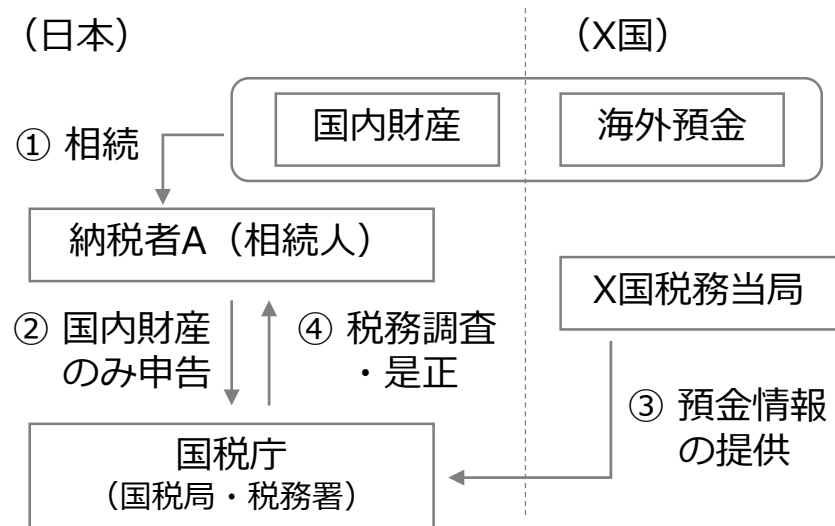 （日本）
（X国）
国内財産
海外預金
① 相続
納税者A（相続人）
X国税務当局
② 国内財産
のみ申告
④ 税務調査
・是正
③ 預金情報
の提供
国税庁
（国税局・税務署）